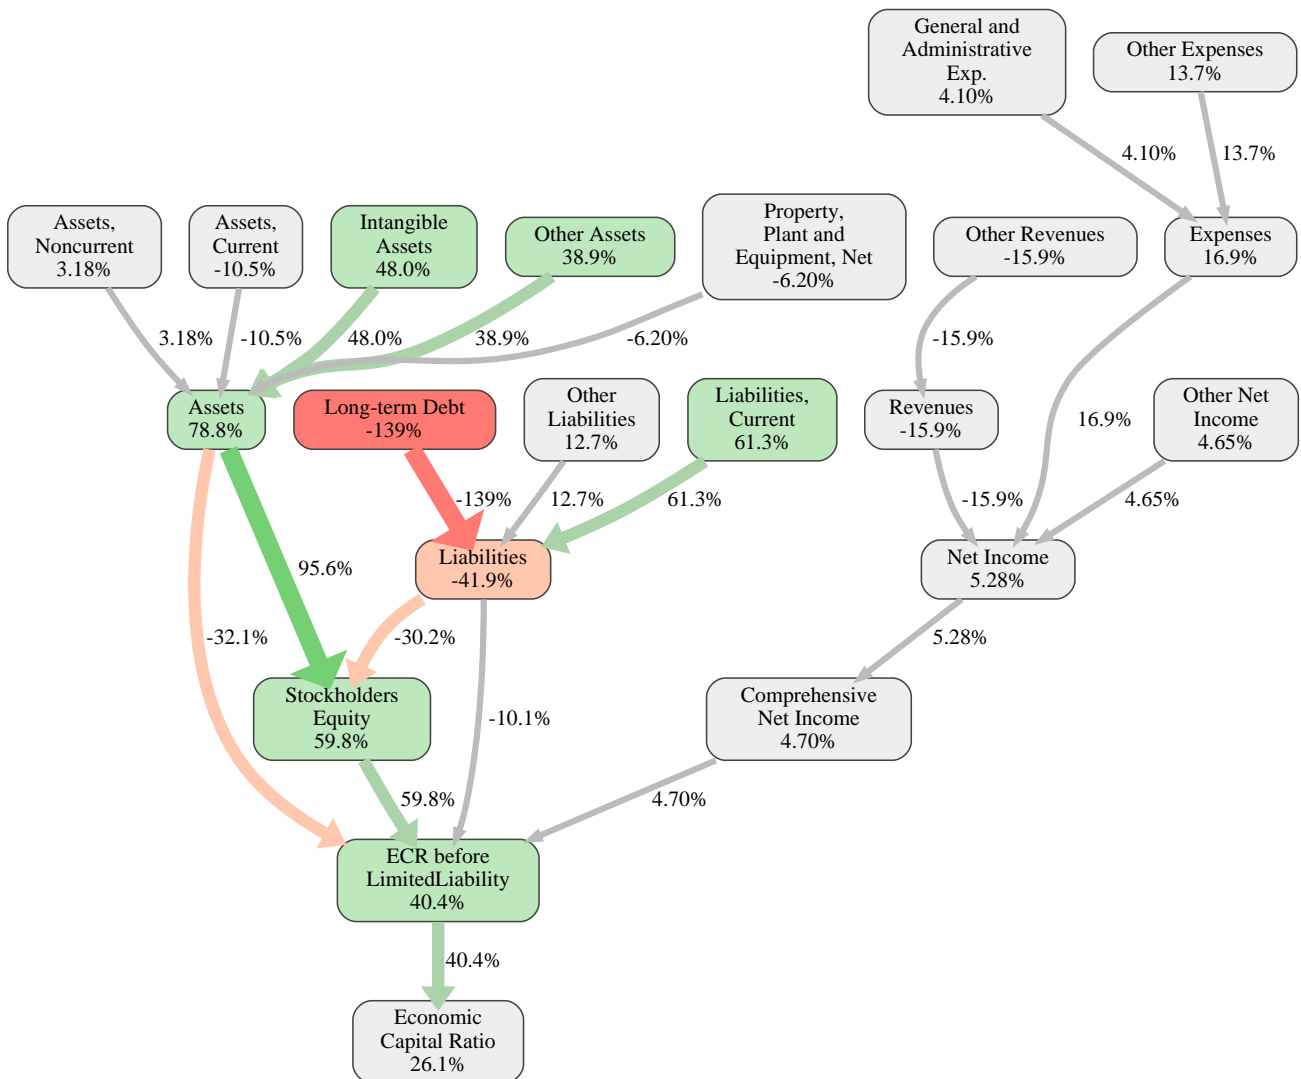 General and
Administrative
Exp.
4.10%
Other Expenses
13.7%
4.10%
13.7%
Assets,
Noncurrent
3.18%
Assets,
Current
-10.5%
Intangible
Assets
48.0%
Other Assets
38.9%
Property,
Plant and
Equipment, Net
-6.20%
Other Revenues
-15.9%
Expenses
16.9%
3.18%
-10.5%
48.0%
38.9%
-6.20%
-15.9%
Assets
78.8%
Long-term Debt
-139%
Other
Liabilities
12.7%
Liabilities,
Current
61.3%
Revenues
-15.9%
16.9%
Other Net
Income
4.65%
-139%
12.7%
61.3%
-15.9%
4.65%
95.6%
Liabilities
-41.9%
Net Income
5.28%
-32.1%
-30.2%
5.28%
Stockholders
Equity
59.8%
-10.1%
Comprehensive
Net Income
4.70%
59.8%
4.70%
ECR before
LimitedLiability
40.4%
40.4%
Economic
Capital Ratio
26.1%